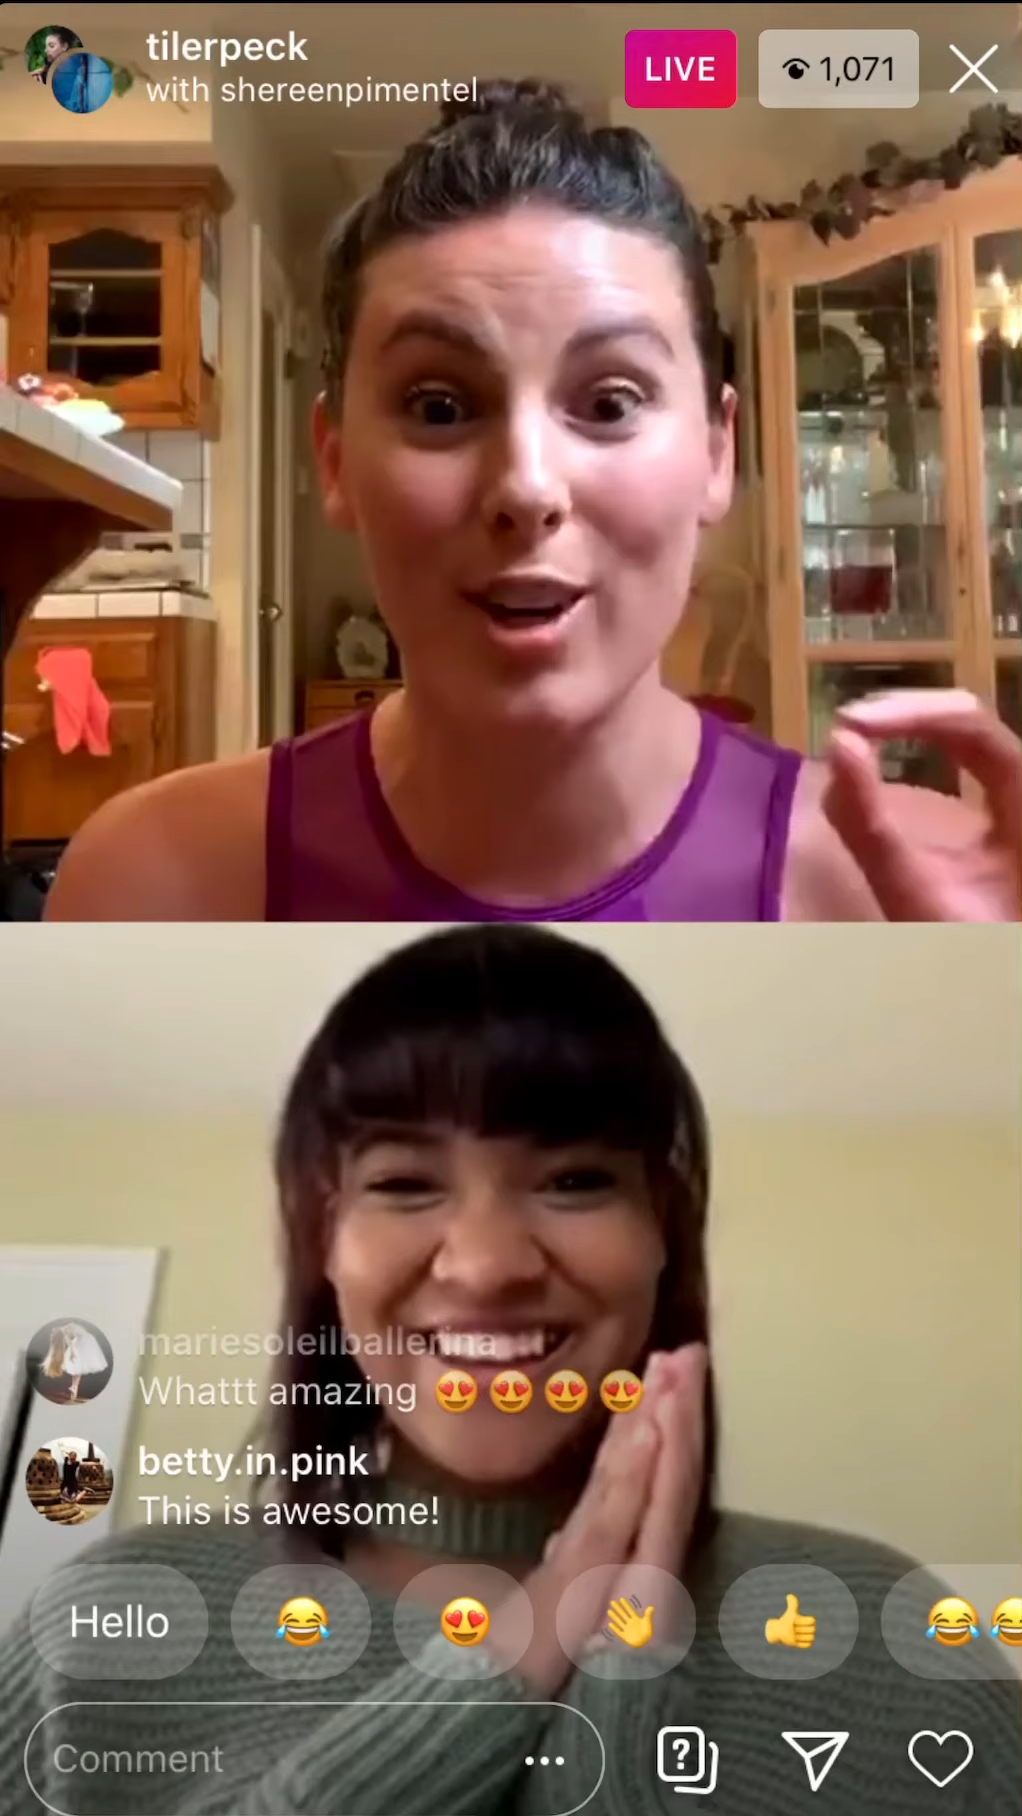 tilerpeck
with shereenpimentel
LIVE
1,071
mariesoleilballerina
Whattt amazing 😍😍😍😍
betty.in.pink
This is awesome!
Hello
Comment